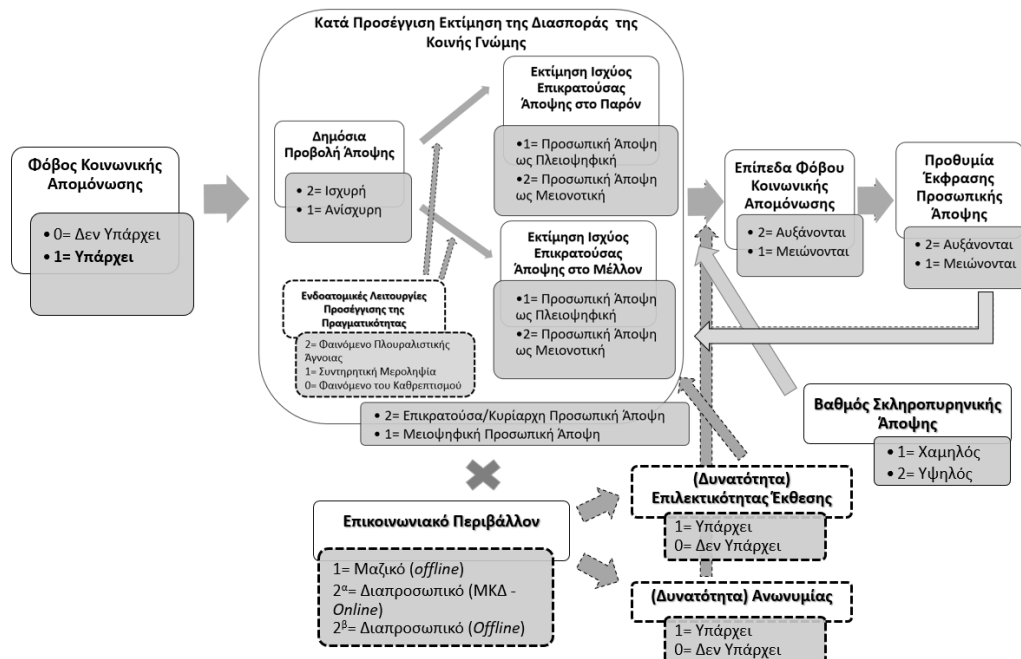 Κατά Προσέγγιση Εκτίμηση της Διασποράς της
Κοινής Γνώμης
Φόβος Κοινωνικής
Απομόνωσης
• 0= Δεν Υπάρχει
• 1= Υπάρχει
Δημόσια
Προβολή Άποψης
• 2= Ισχυρή
• 1= Ανίσχυρη
Ενδοατομικές Λειτουργίες
Προσέγγισης της
Πραγματικότητας
2= Φαινόμενο Πλουραλιστικής
Άγνοιας
1= Συντηρητική Μεροληψία
0= Φαινόμενο του Καθρεπτισμού
Εκτίμηση Ισχύος
Επικρατούσας
Άποψης στο Παρόν
•1= Προσωπική Άποψη
ως Πλειοψηφική
•2= Προσωπική Άποψη
ως Μειονοτική
Εκτίμηση Ισχύος
Επικρατούσας
Άποψης στο Μέλλον
•1= Προσωπική Άποψη
ως Πλειοψηφική
•2= Προσωπική Άποψη
ως Μειονοτική
• 2= Επικρατούσα/Κυρίαρχη Προσωπική Άποψη
• 1= Μειοψηφική Προσωπική Άποψη
Επίπεδα Φόβου
Κοινωνικής
Απομόνωσης
• 2= Αυξάνονται
• 1= Μειώνονται
Προθυμία
Έκφρασης
Προσωπικής
Άποψης
• 2= Αυξάνονται
• 1= Μειώνονται
Βαθμός Σκληροπυρηνικής
Άποψης
• 1= Χαμηλός
• 2= Υψηλός
Επικοινωνιακό Περιβάλλον
1= Μαζικό (offline)
2ᵅ= Διαπροσωπικό (ΜΚΔ -
Online)
2ᵝ= Διαπροσωπικό (Offline)
(Δυνατότητα)
Επιλεκτικότητας Έκθεσης
1= Υπάρχει
0= Δεν Υπάρχει
(Δυνατότητα) Ανωνυμίας
1= Υπάρχει
0= Δεν Υπάρχει